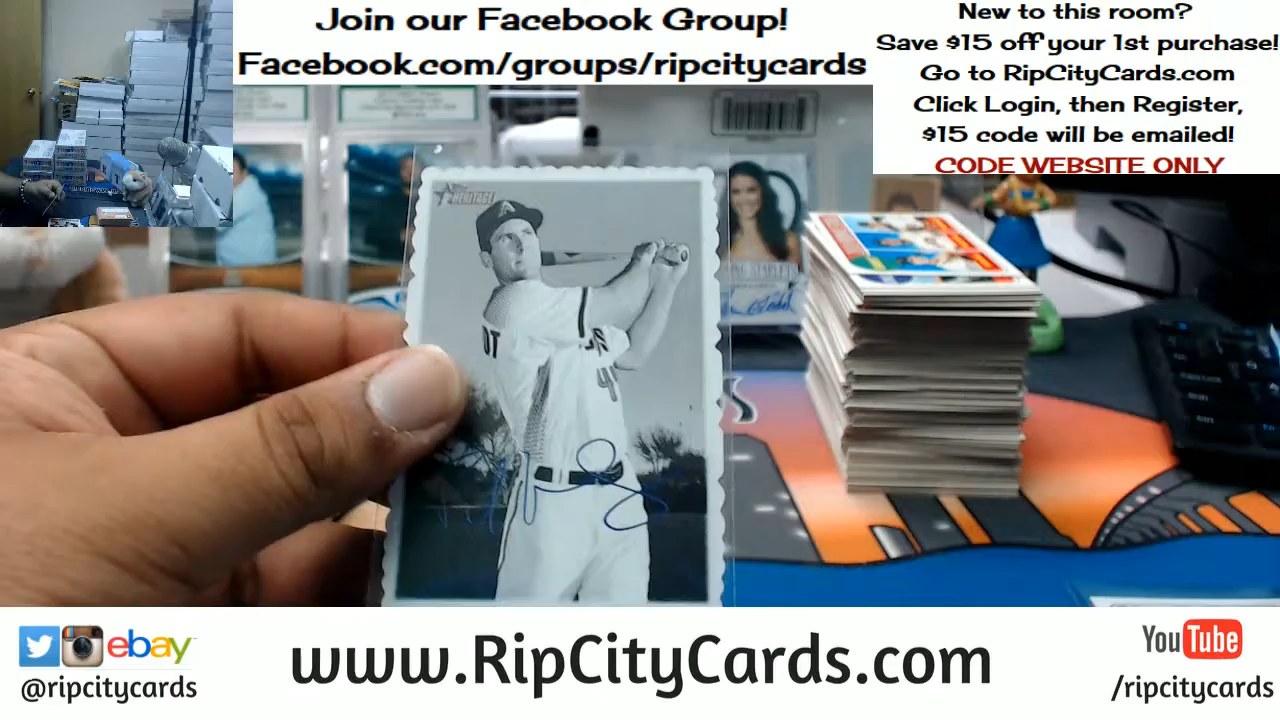 Join our Facebook Group!
Facebook.com/groups/ripcitycards
New to this room?
Save $15 off your 1st purchase!
Go to RipCityCards.com
Click Login, then Register,
$15 code will be emailed!
CODE WEBSITE ONLY
HERITAGE
A
ebay
@ripcitycards
www.RipCityCards.com
YouTube
/ripcitycards